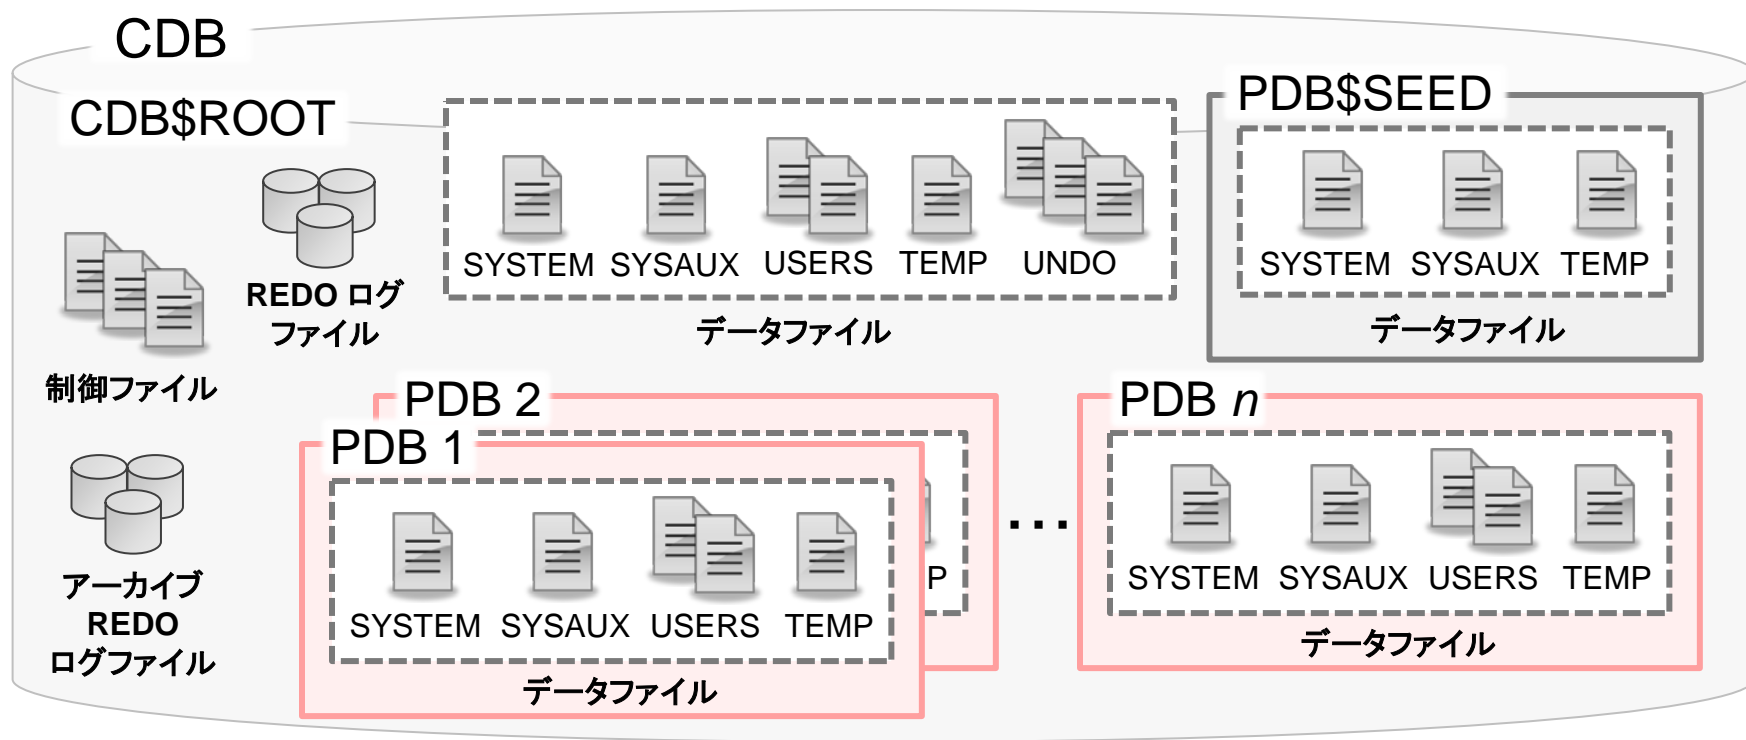 CDB
CDB$ROOT
PDB$SEED
SYSTEM SYSAUX USERS TEMP UNDO
データファイル
SYSTEM SYSAUX TEMP
データファイル
REDO ログ
ファイル
制御ファイル
アーカイブ
REDO
ログファイル
PDB 2
P
PDB 1
SYSTEM SYSAUX USERS TEMP
データファイル
...
PDB n
SYSTEM SYSAUX USERS TEMP
データファイル